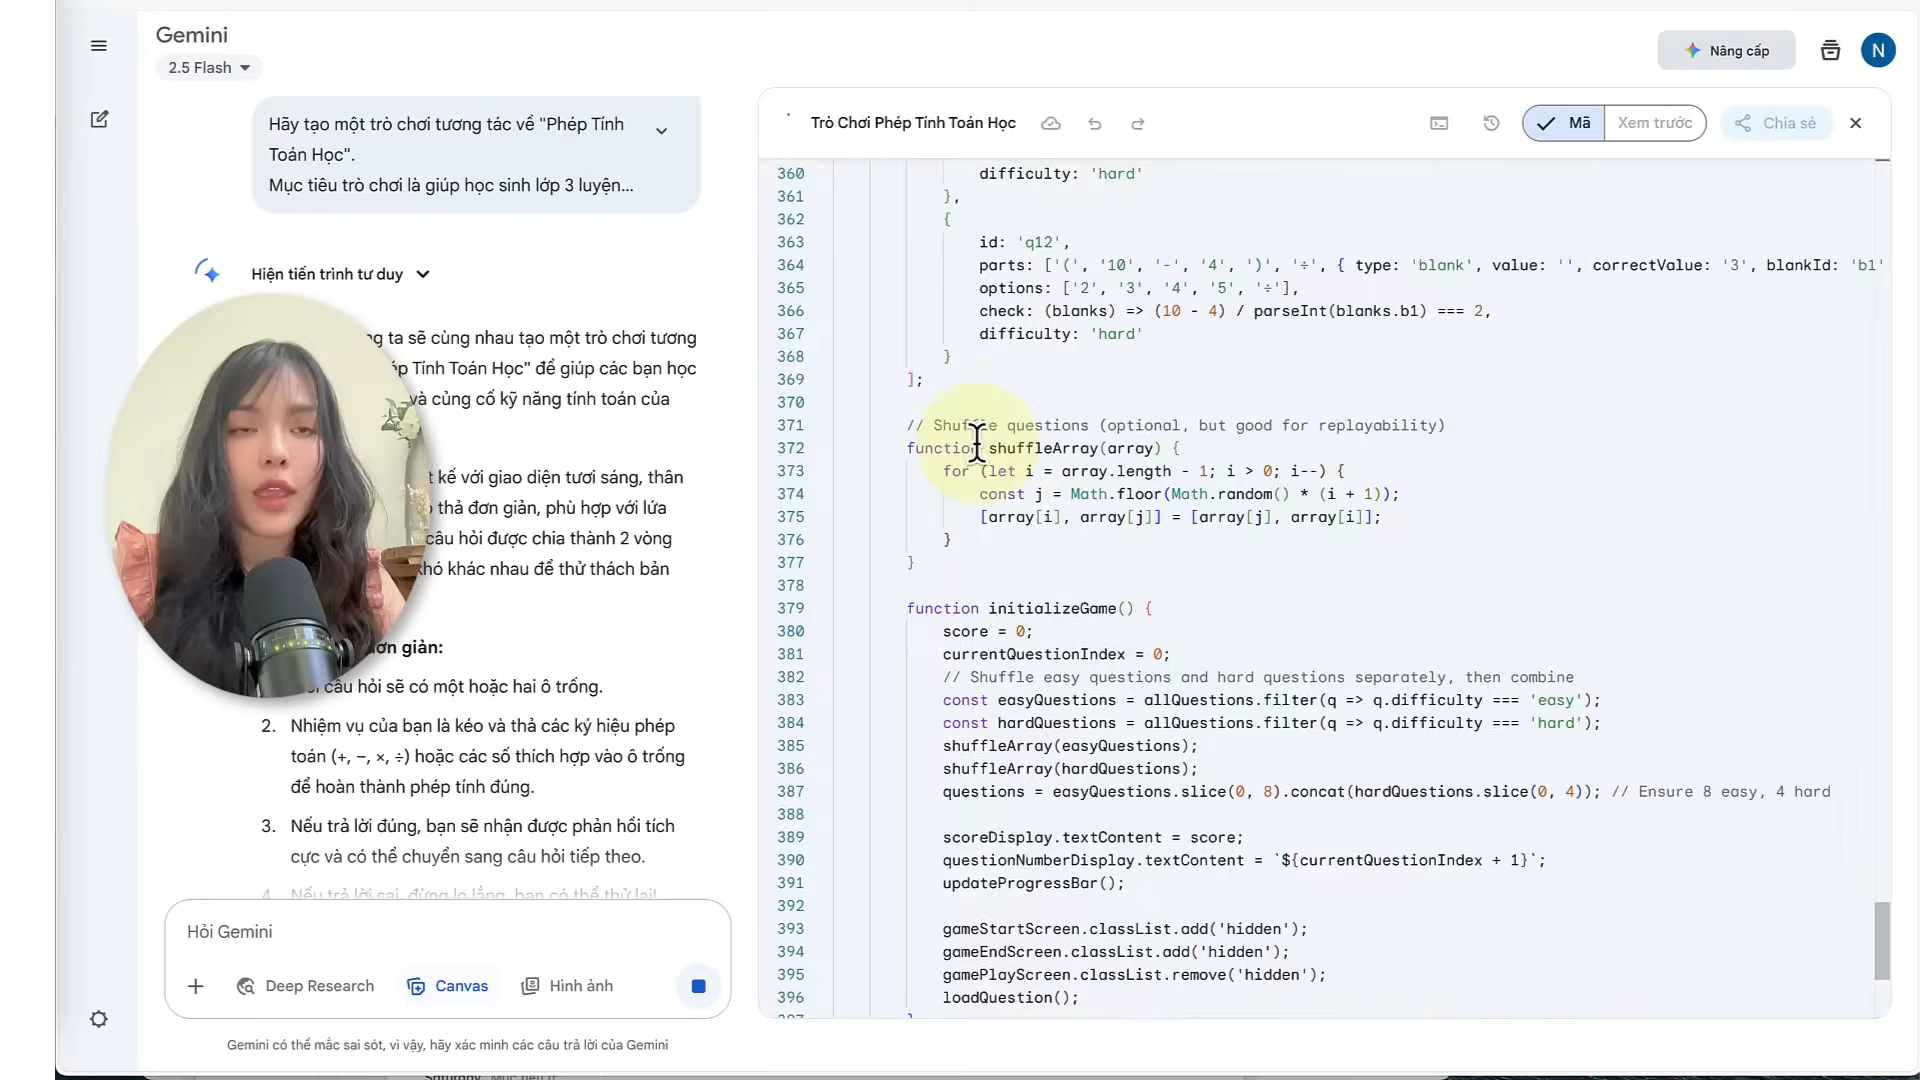 Gemini
2.5 Flash
Nâng cấp
N
Hãy tạo một trò chơi tương tác về "Phép Tính
Toán Học".
Mục tiêu trò chơi là giúp học sinh lớp 3 luyện...
Hiện tiến trình tư duy
ta sẽ cùng nhau tạo một trò chơi tương
Tính Toán Học" để giúp các bạn học
và củng cố kỹ năng tính toán của
kế với giao diện tươi sáng, thân
thả đơn giản, phù hợp với lứa
câu hỏi được chia thành 2 vòng
khác nhau để thử thách bản
giản:
câu hỏi sẽ có một hoặc hai ô trống.
2. Nhiệm vụ của bạn là kéo và thả các ký hiệu phép
toán (+, −, ×, ÷) hoặc các số thích hợp vào ô trống
để hoàn thành phép tính đúng.
3. Nếu trả lời đúng, bạn sẽ nhận được phản hồi tích
cực và có thể chuyển sang câu hỏi tiếp theo.
4. Nếu trả lời sai, đừng lo lắng, bạn có thể thử lại!
Hỏi Gemini
Deep Research
Canvas
Hình ảnh
Gemini có thể mắc sai sót, vì vậy, hãy xác minh các câu trả lời của Gemini
Trò Chơi Phép Tính Toán Học
Mã
Xem trước
Chia sẻ
360 difficulty: 'hard'
361 },
362 {
363 id: 'q12',
364 parts: ['(', '10', '-', '4', ')', '÷', { type: 'blank', value: '', correctValue: '3', blankId: 'b1'
365 options: ['2', '3', '4', '5', '÷'],
366 check: (blanks) => (10 - 4) / parseInt(blanks.b1) === 2,
367 difficulty: 'hard'
368 }
369 ];
370
371 // Shuffle questions (optional, but good for replayability)
372 function shuffleArray(array) {
373 for (let i = array.length - 1; i > 0; i--) {
374 const j = Math.floor(Math.random() * (i + 1));
375 [array[i], array[j]] = [array[j], array[i]];
376 }
377 }
378
379 function initializeGame() {
380 score = 0;
381 currentQuestionIndex = 0;
382 // Shuffle easy questions and hard questions separately, then combine
383 const easyQuestions = allQuestions.filter(q => q.difficulty === 'easy');
384 const hardQuestions = allQuestions.filter(q => q.difficulty === 'hard');
385 shuffleArray(easyQuestions);
386 shuffleArray(hardQuestions);
387 questions = easyQuestions.slice(0, 8).concat(hardQuestions.slice(0, 4)); // Ensure 8 easy, 4 hard
388
389 scoreDisplay.textContent = score;
390 questionNumberDisplay.textContent = `${currentQuestionIndex + 1}`;
391 updateProgressBar();
392
393 gameStartScreen.classList.add('hidden');
394 gameEndScreen.classList.add('hidden');
395 gamePlayScreen.classList.remove('hidden');
396 loadQuestion();